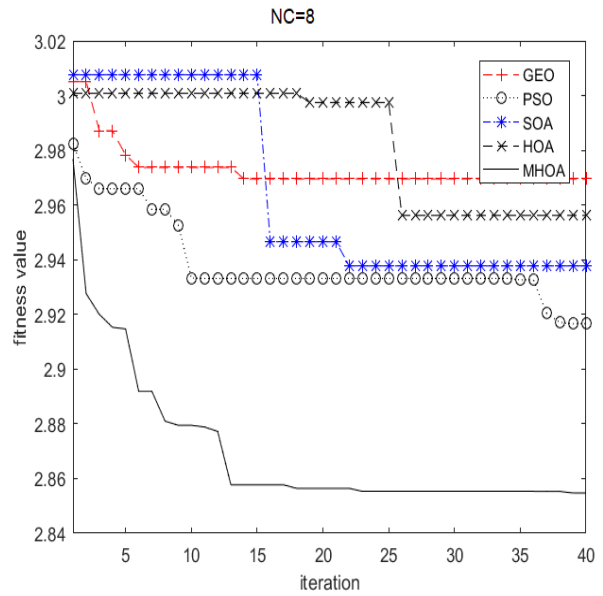 NC=8
3.02
3
2.98
2.96
2.94
2.92
2.9
2.88
2.86
2.84
fitness value
GEO
PSO
SOA
HOA
MHOA
5
10
15
20
25
30
35
40
iteration